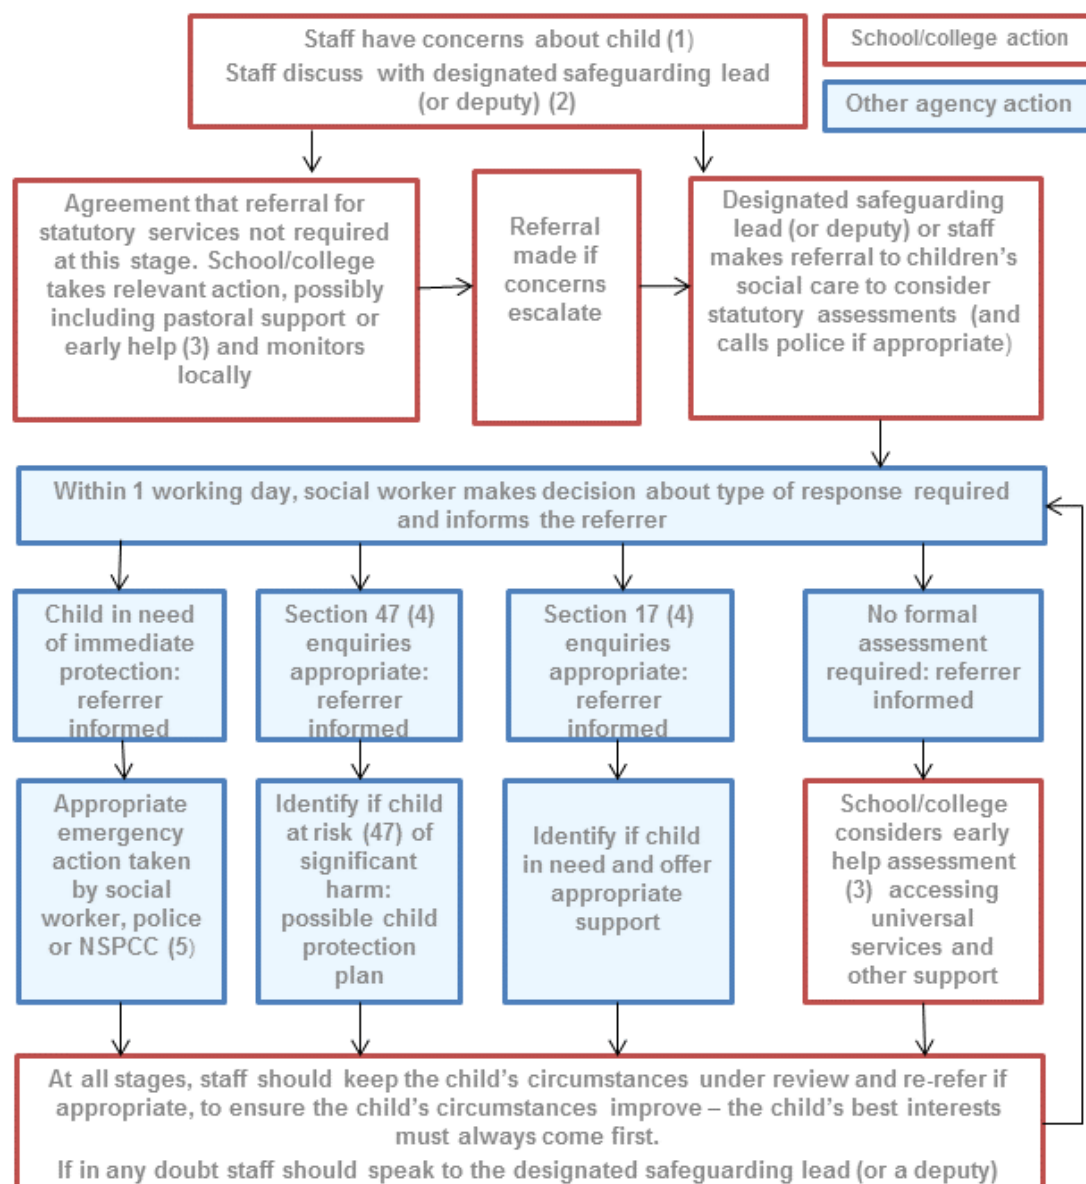 Staff have concerns about child (1)
Staff discuss with designated safeguarding lead
(or deputy) (2)
School/college action
Other agency action
Agreement that referral for
statutory services not required
at this stage. School/college
takes relevant action, possibly
including pastoral support or
early help (3) and monitors
locally
Referral
made if
concerns
escalate
Designated safeguarding
lead (or deputy) or staff
makes referral to children's
social care to consider
statutory assessments (and
calls police if appropriate)
Within 1 working day, social worker makes decision about type of response required
and informs the referrer
Child in need
of immediate
protection:
referrer
informed
Section 47 (4)
enquiries
appropriate:
referrer
informed
Section 17 (4)
enquiries
appropriate:
referrer
informed
No formal
assessment
required: referrer
informed
Appropriate
emergency
action taken
by social
worker, police
or NSPCC (5)
Identify if child
at risk (47) of
significant
harm:
possible child
protection
plan
Identify if child
in need and offer
appropriate
support
School/college
considers early
help assessment
(3) accessing
universal
services and
other support
At all stages, staff should keep the child's circumstances under review and re-refer if
appropriate, to ensure the child's circumstances improve – the child's best interests
must always come first.
If in any doubt staff should speak to the designated safeguarding lead (or a deputy)